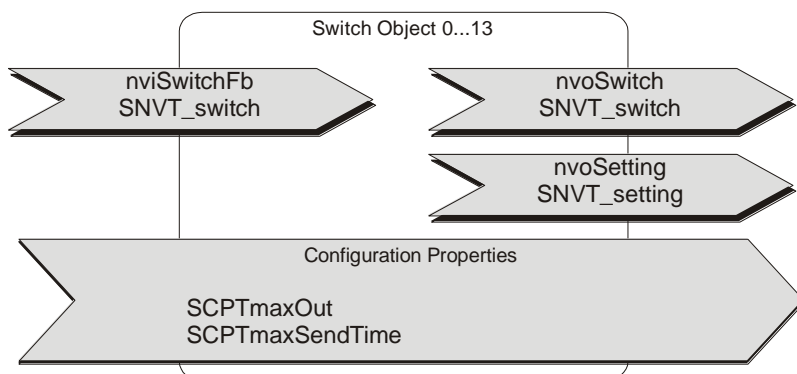 Switch Object 0...13
nviSwitchFb
SNVT_switch
nvoSwitch
SNVT_switch
nvoSetting
SNVT_setting
Configuration Properties
SCPTmaxOut
SCPTmaxSendTime